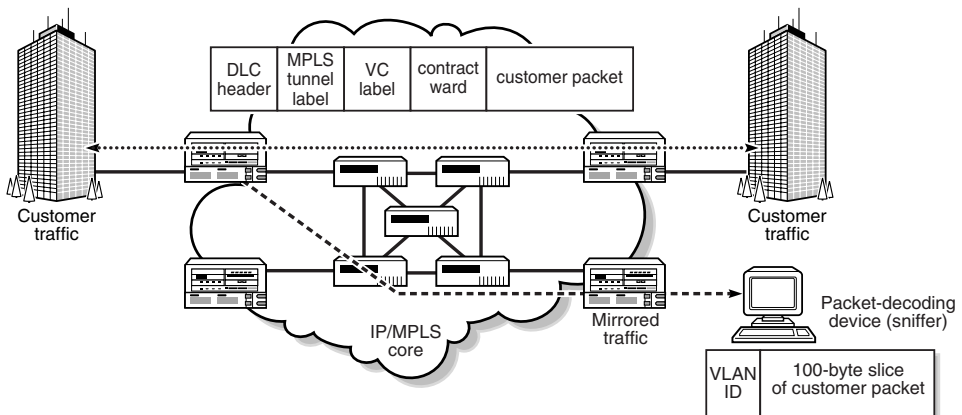 DLC
header
MPLS
tunnel
label
VC
label
contract
ward
customer packet
Customer
traffic
Customer
traffic
IP/MPLS
core
Mirrored
traffic
Packet-decoding
device (sniffer)
VLAN
ID
100-byte slice
of customer packet